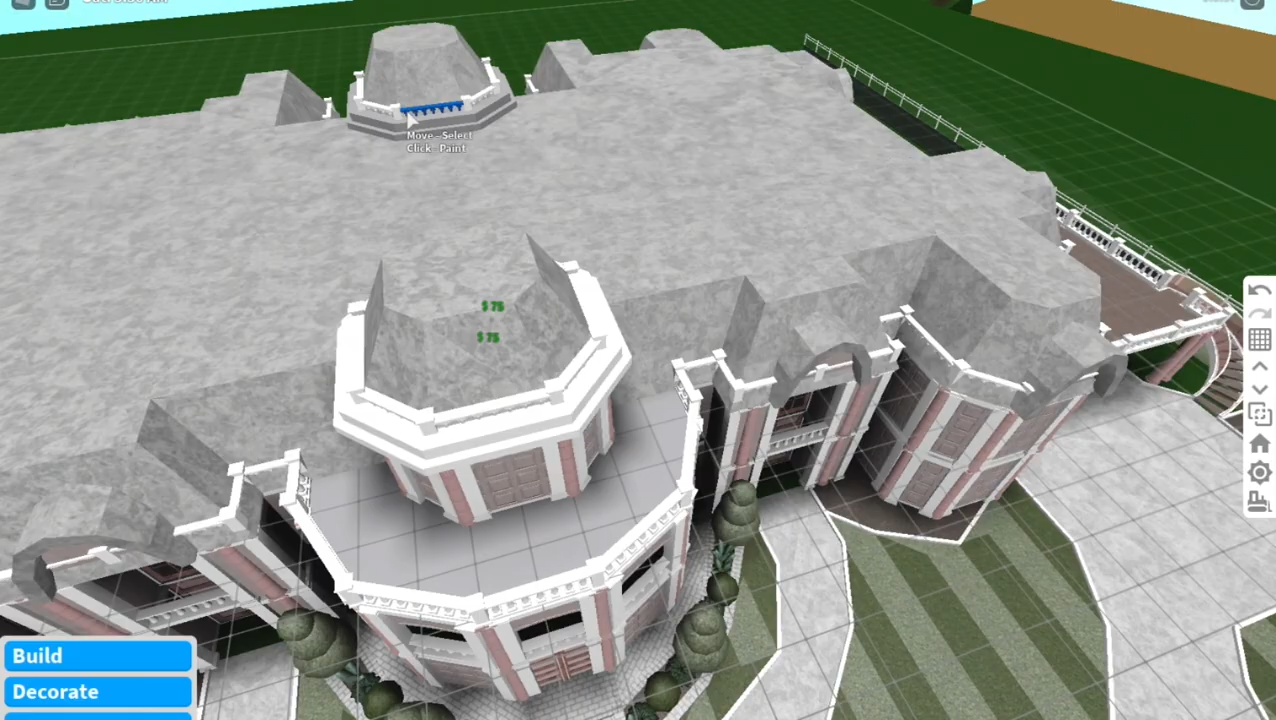 Move - Select
Click - Paint
$ 75
$ 75
Build
Decorate